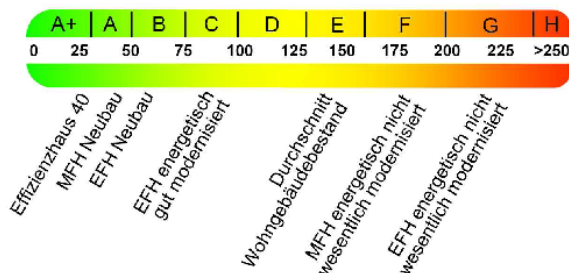 A+ A B C D E F G H
0 25 50 75 100 125 150 200 225 >250
Effizienzhaus 40
MFH Neubau
EFH Neubau
EFH energetisch
gut modernisiert
Durchschnitt
Wohngebäudebestand
MFH energetisch nicht
wesentlich modernisiert
EFH energetisch nicht
wesentlich modernisiert